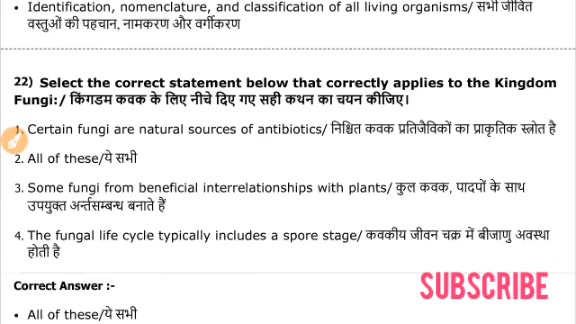 • Identification, nomenclature, and classification of all living organisms/ सभी जीवित
वस्तुओं की पहचान, नामकरण और वर्गीकरण
22) Select the correct statement below that correctly applies to the Kingdom
Fungi:/ किंगडम कवक के लिए नीचे दिए गए सही कथन का चयन कीजिए।
1. Certain fungi are natural sources of antibiotics/ निश्चित कवक प्रतिजैविकों का प्राकृतिक स्त्रोत है
2. All of these/ये सभी
3. Some fungi from beneficial interrelationships with plants/ कुल कवक, पादपों के साथ
उपयुक्त अर्न्तसम्बन्ध बनाते हैं
4. The fungal life cycle typically includes a spore stage/ कवकीय जीवन चक्र में बीजाणु अवस्था
होती है
Correct Answer :-
SUBSCRIBE
• All of these/ये सभी